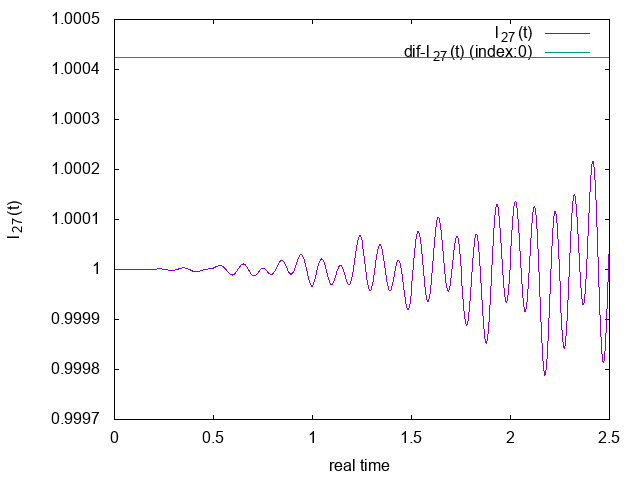 1.0005
I27(t)
dif-I27(t) (index:0)
1.0004
1.0003
1.0002
1.0001
1
0.9999
0.9998
0.9997
I27(t)
0 0.5 1 1.5 2 2.5
real time